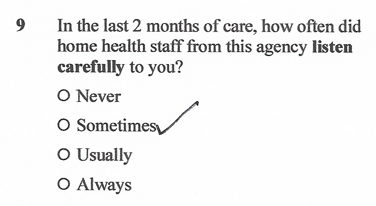 9 In the last 2 months of care, how often did
home health staff from this agency listen
carefully to you?
O Never
O Sometimes
O Usually
O Always